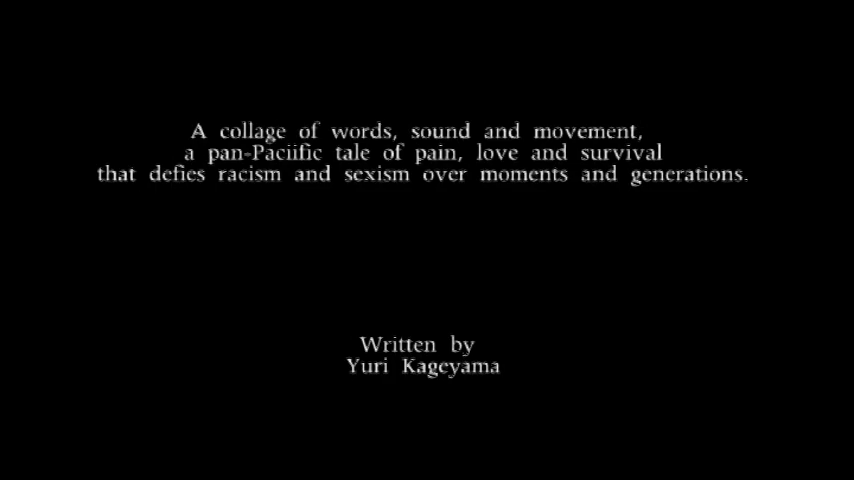 A collage of words, sound and movement,
a pan-Paciific tale of pain, love and survival
that defies racism and sexism over moments and generations.
Written by
Yuri Kageyama